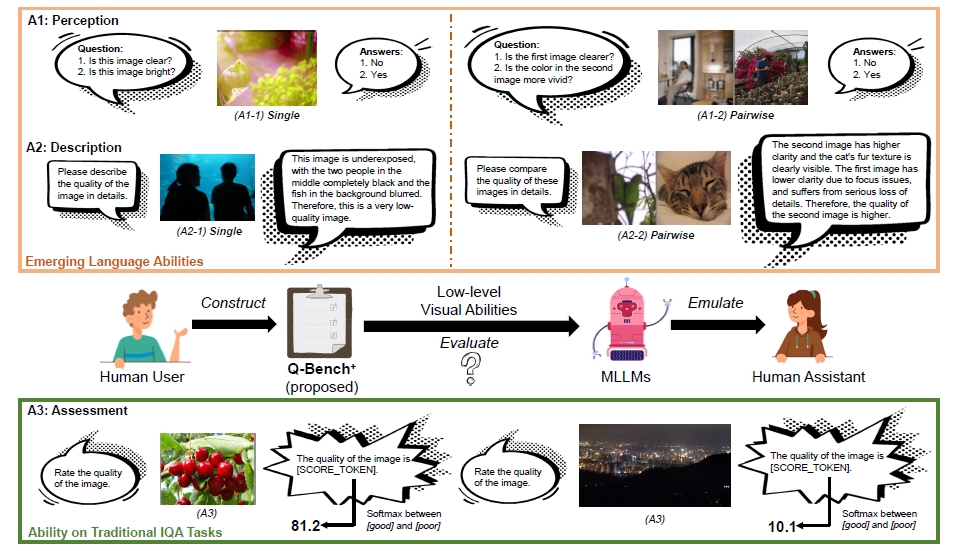 A1: Perception
Question:
1. Is this image clear?
2. Is this image bright?
Answers:
1. No
2. Yes
(A1-1) Single
Question:
1. Is the first image clearer?
2. Is the color in the second
image more vivid?
Answers:
1. No
2. Yes
(A1-2) Pairwise
A2: Description
Please describe
the quality of the
image in details.
(A2-1) Single
This image is underexposed,
with the two people in the
middle completely black and the
fish in the background blurred.
Therefore, this is a very low-
quality image.
Please compare
the quality of these
images in details.
(A2-2) Pairwise
The second image has higher
clarity and the cat's fur texture is
clearly visible. The first image has
lower clarity due to focus issues,
and suffers from serious loss of
details. Therefore, the quality of
the second image is higher.
Emerging Language Abilities
Human User
Construct
Q-Bench⁺
(proposed)
Low-level
Visual Abilities
Evaluate
?
MLLMs
Emulate
Human Assistant
A3: Assessment
Rate the quality
of the image.
(A3)
The quality of the image is
[SCORE_TOKEN].
81.2
Softmax between
[good] and [poor]
Rate the quality
of the image.
(A3)
The quality of the image is
[SCORE_TOKEN].
10.1
Softmax between
[good] and [poor]
Ability on Traditional IQA Tasks